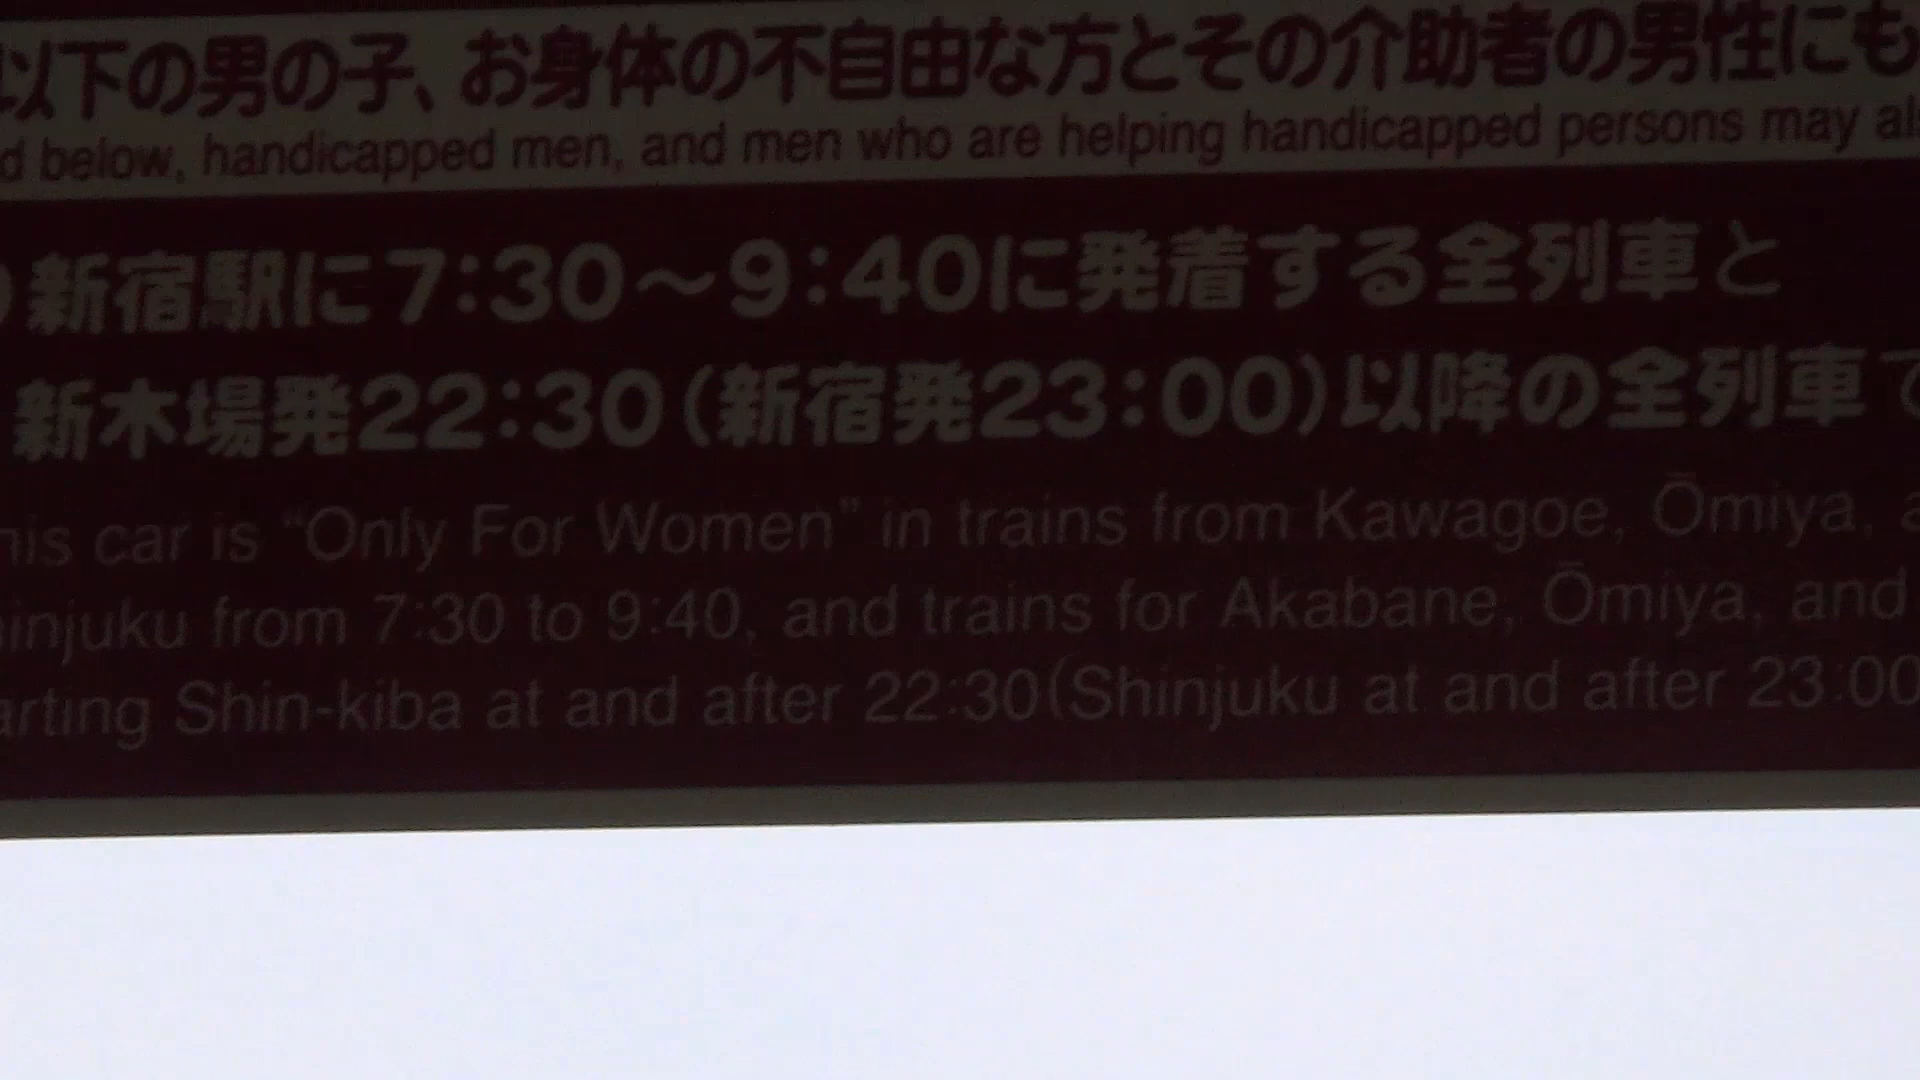 以下の男の子、お身体の不自由な方とその介助者の男性にも
below, handicapped men, and men who are helping handicapped persons may
新宿駅に7:30〜9:40に発着する全列車と
新木場発22:30(新宿発23:00)以降の全列車で
his car is “Only For Women” in trains from Kawagoe, Ōmiya,
injuku from 7:30 to 9:40, and trains for Akabane, Ōmiya, and
arting Shin-kiba at and after 22:30(Shinjuku at and after 23:00